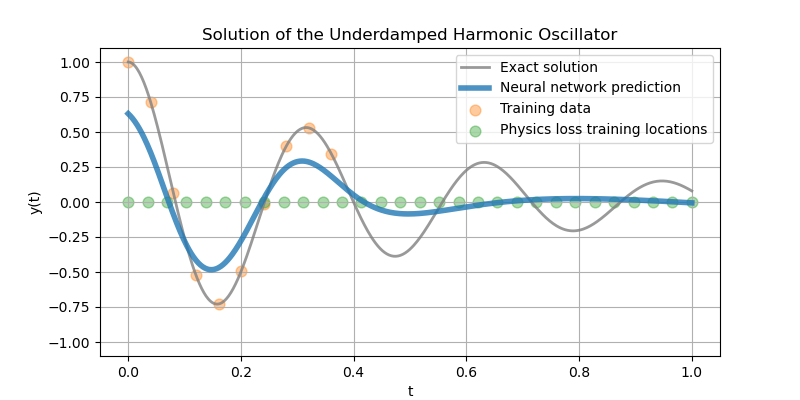 Solution of the Underdamped Harmonic Oscillator
Exact solution
Neural network prediction
Training data
Physics loss training locations
y(t)
1.00
0.75
0.50
0.25
0.00
−0.25
−0.50
−0.75
−1.00
0.0 0.2 0.4 0.6 0.8 1.0
t